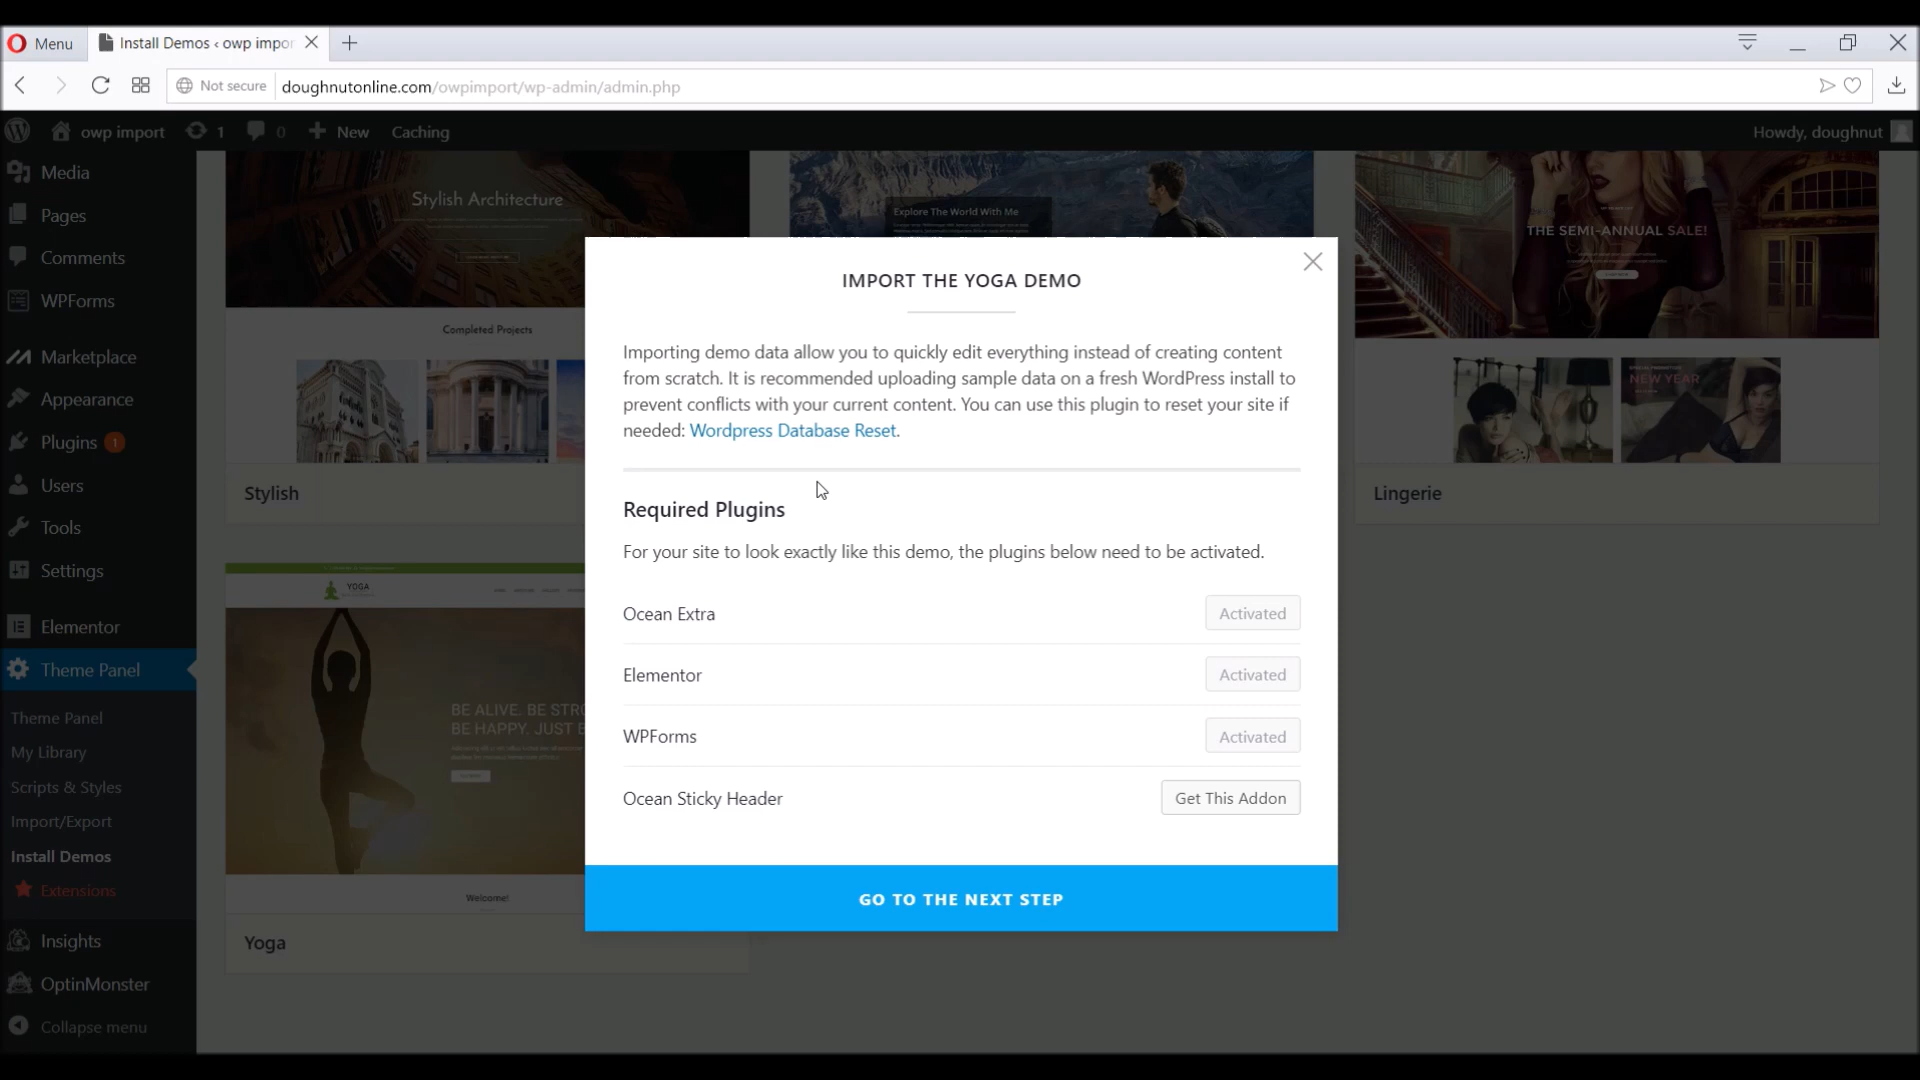 Menu
Install Demos ‹ owp impor
Not secure
doughnutonline.com/owpimport/wp-admin/admin.php
owp import
1
0
New
Caching
Howdy, doughnut
Media
Pages
Comments
WPForms
Marketplace
Appearance
Plugins 1
Users
Tools
Settings
Elementor
Theme Panel
Theme Panel
My Library
Scripts & Styles
Import/Export
Install Demos
Extensions
Insights
OptinMonster
Collapse menu
Stylish Architecture
Completed Projects
Stylish
Explore The World With Me
THE SEMI-ANNUAL SALE!
NEW YEAR
Lingerie
YOGA
BE ALIVE. BE STRO
BE HAPPY. JUST B
Welcome!
Yoga
IMPORT THE YOGA DEMO
Importing demo data allow you to quickly edit everything instead of creating content
from scratch. It is recommended uploading sample data on a fresh WordPress install to
prevent conflicts with your current content. You can use this plugin to reset your site if
needed: Wordpress Database Reset.
Required Plugins
For your site to look exactly like this demo, the plugins below need to be activated.
Ocean Extra
Activated
Elementor
Activated
WPForms
Activated
Ocean Sticky Header
Get This Addon
GO TO THE NEXT STEP